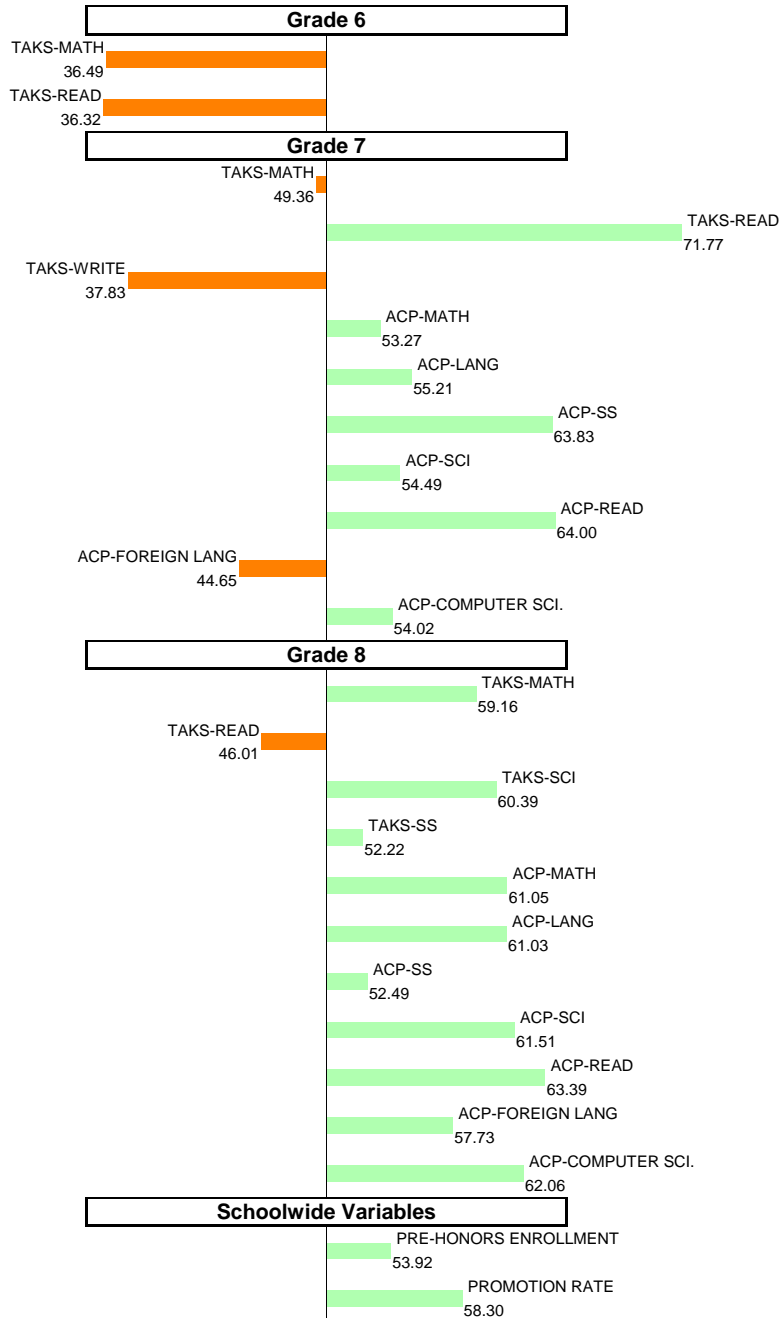 Grade 6
TAKS-MATH
36.49
TAKS-READ
36.32
Grade 7
TAKS-MATH
49.36
TAKS-READ
71.77
TAKS-WRITE
37.83
ACP-MATH
53.27
ACP-LANG
55.21
ACP-SS
63.83
ACP-SCI
54.49
ACP-READ
64.00
ACP-FOREIGN LANG
44.65
ACP-COMPUTER SCI.
54.02
Grade 8
TAKS-MATH
59.16
TAKS-READ
46.01
TAKS-SCI
60.39
TAKS-SS
52.22
ACP-MATH
61.05
ACP-LANG
61.03
ACP-SS
52.49
ACP-SCI
61.51
ACP-READ
63.39
ACP-FOREIGN LANG
57.73
ACP-COMPUTER SCI.
62.06
Schoolwide Variables
PRE-HONORS ENROLLMENT
53.92
PROMOTION RATE
58.30